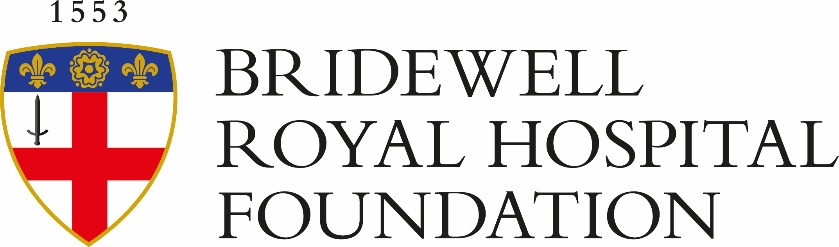 1553
BRIDEWELL
ROYAL HOSPITAL
FOUNDATION